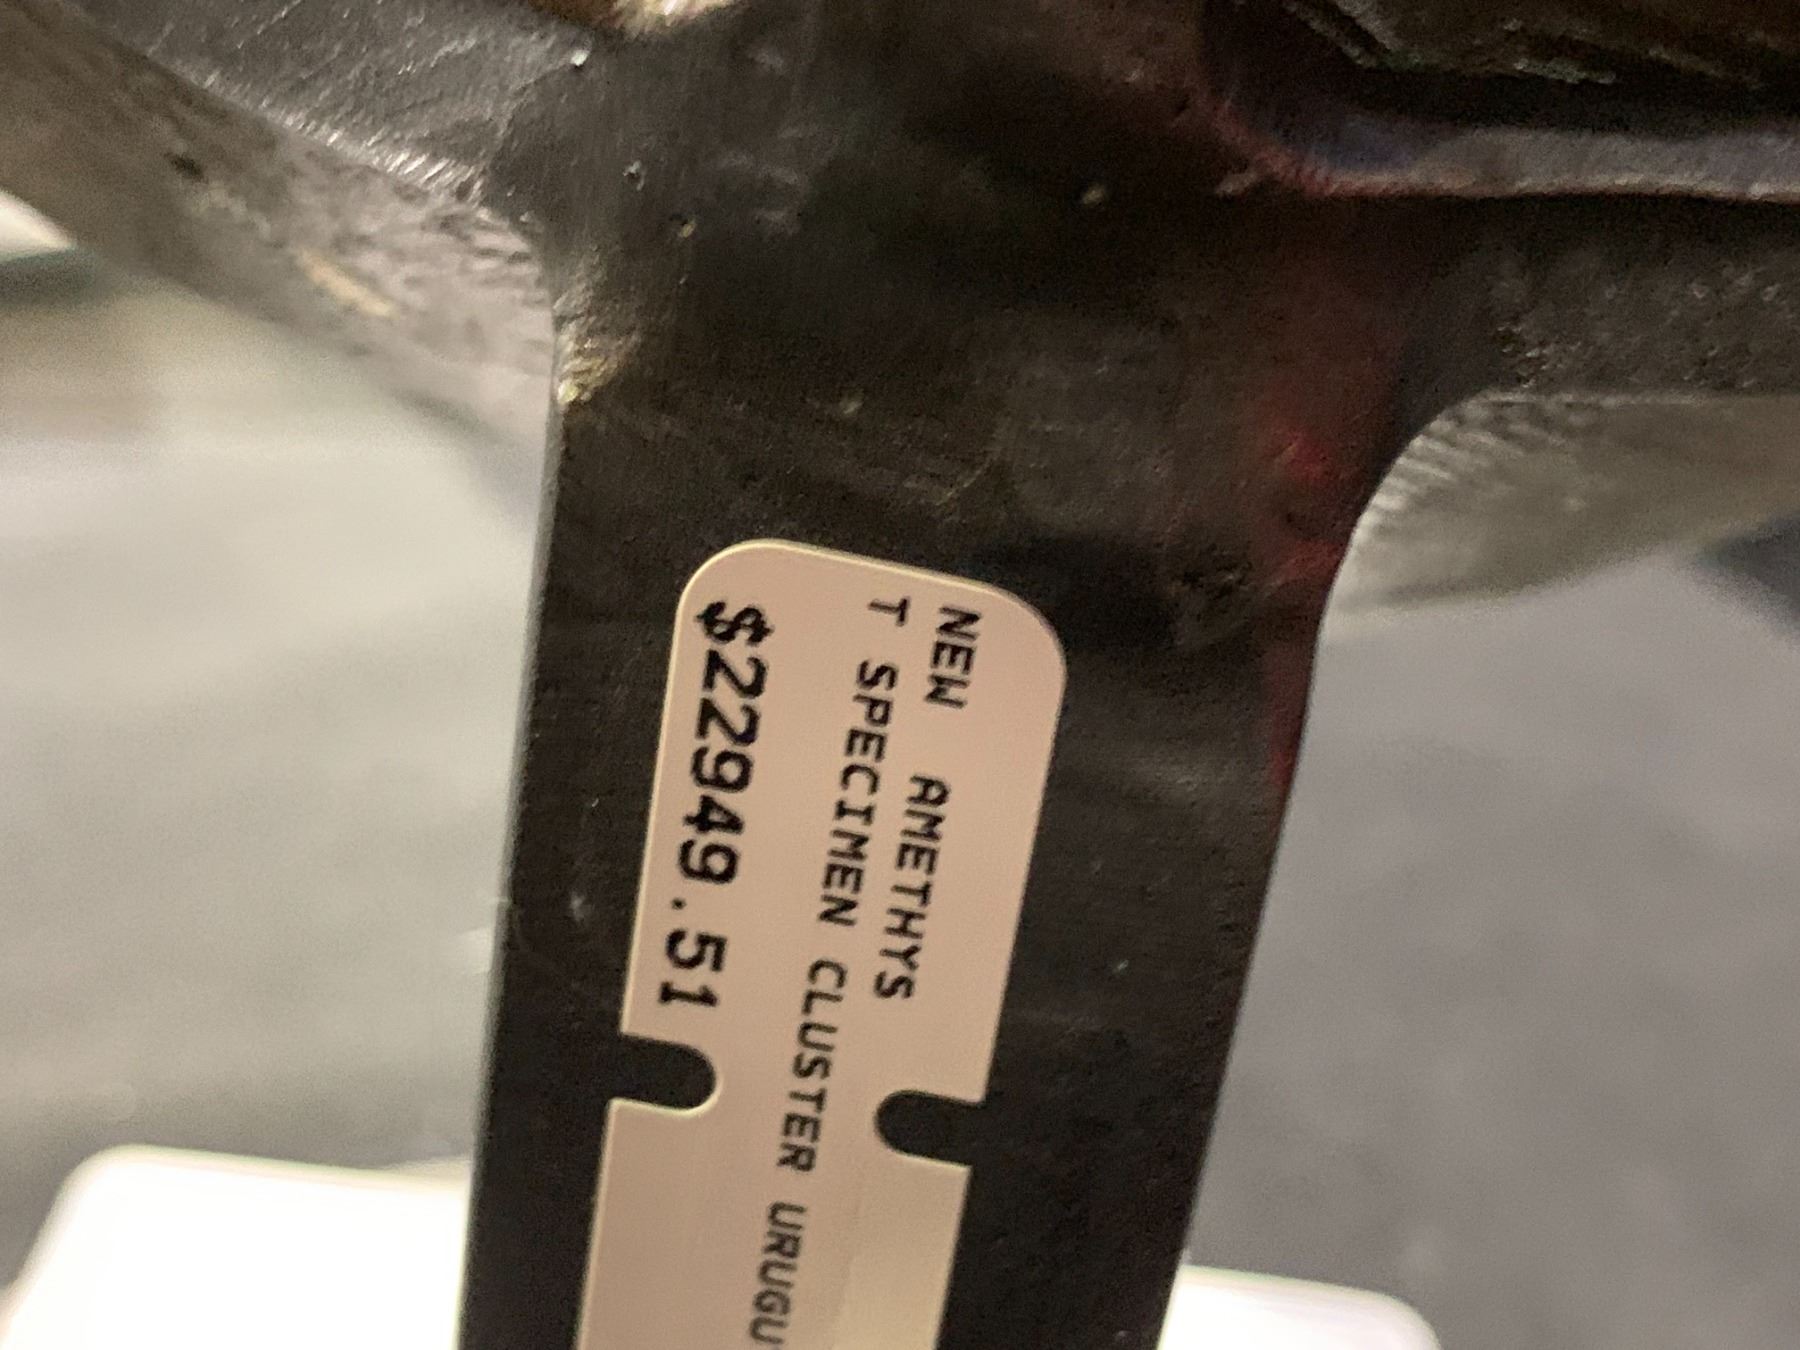 NEW AMETHYS
T SPECIMEN CLUSTER URUGU
$22949.51